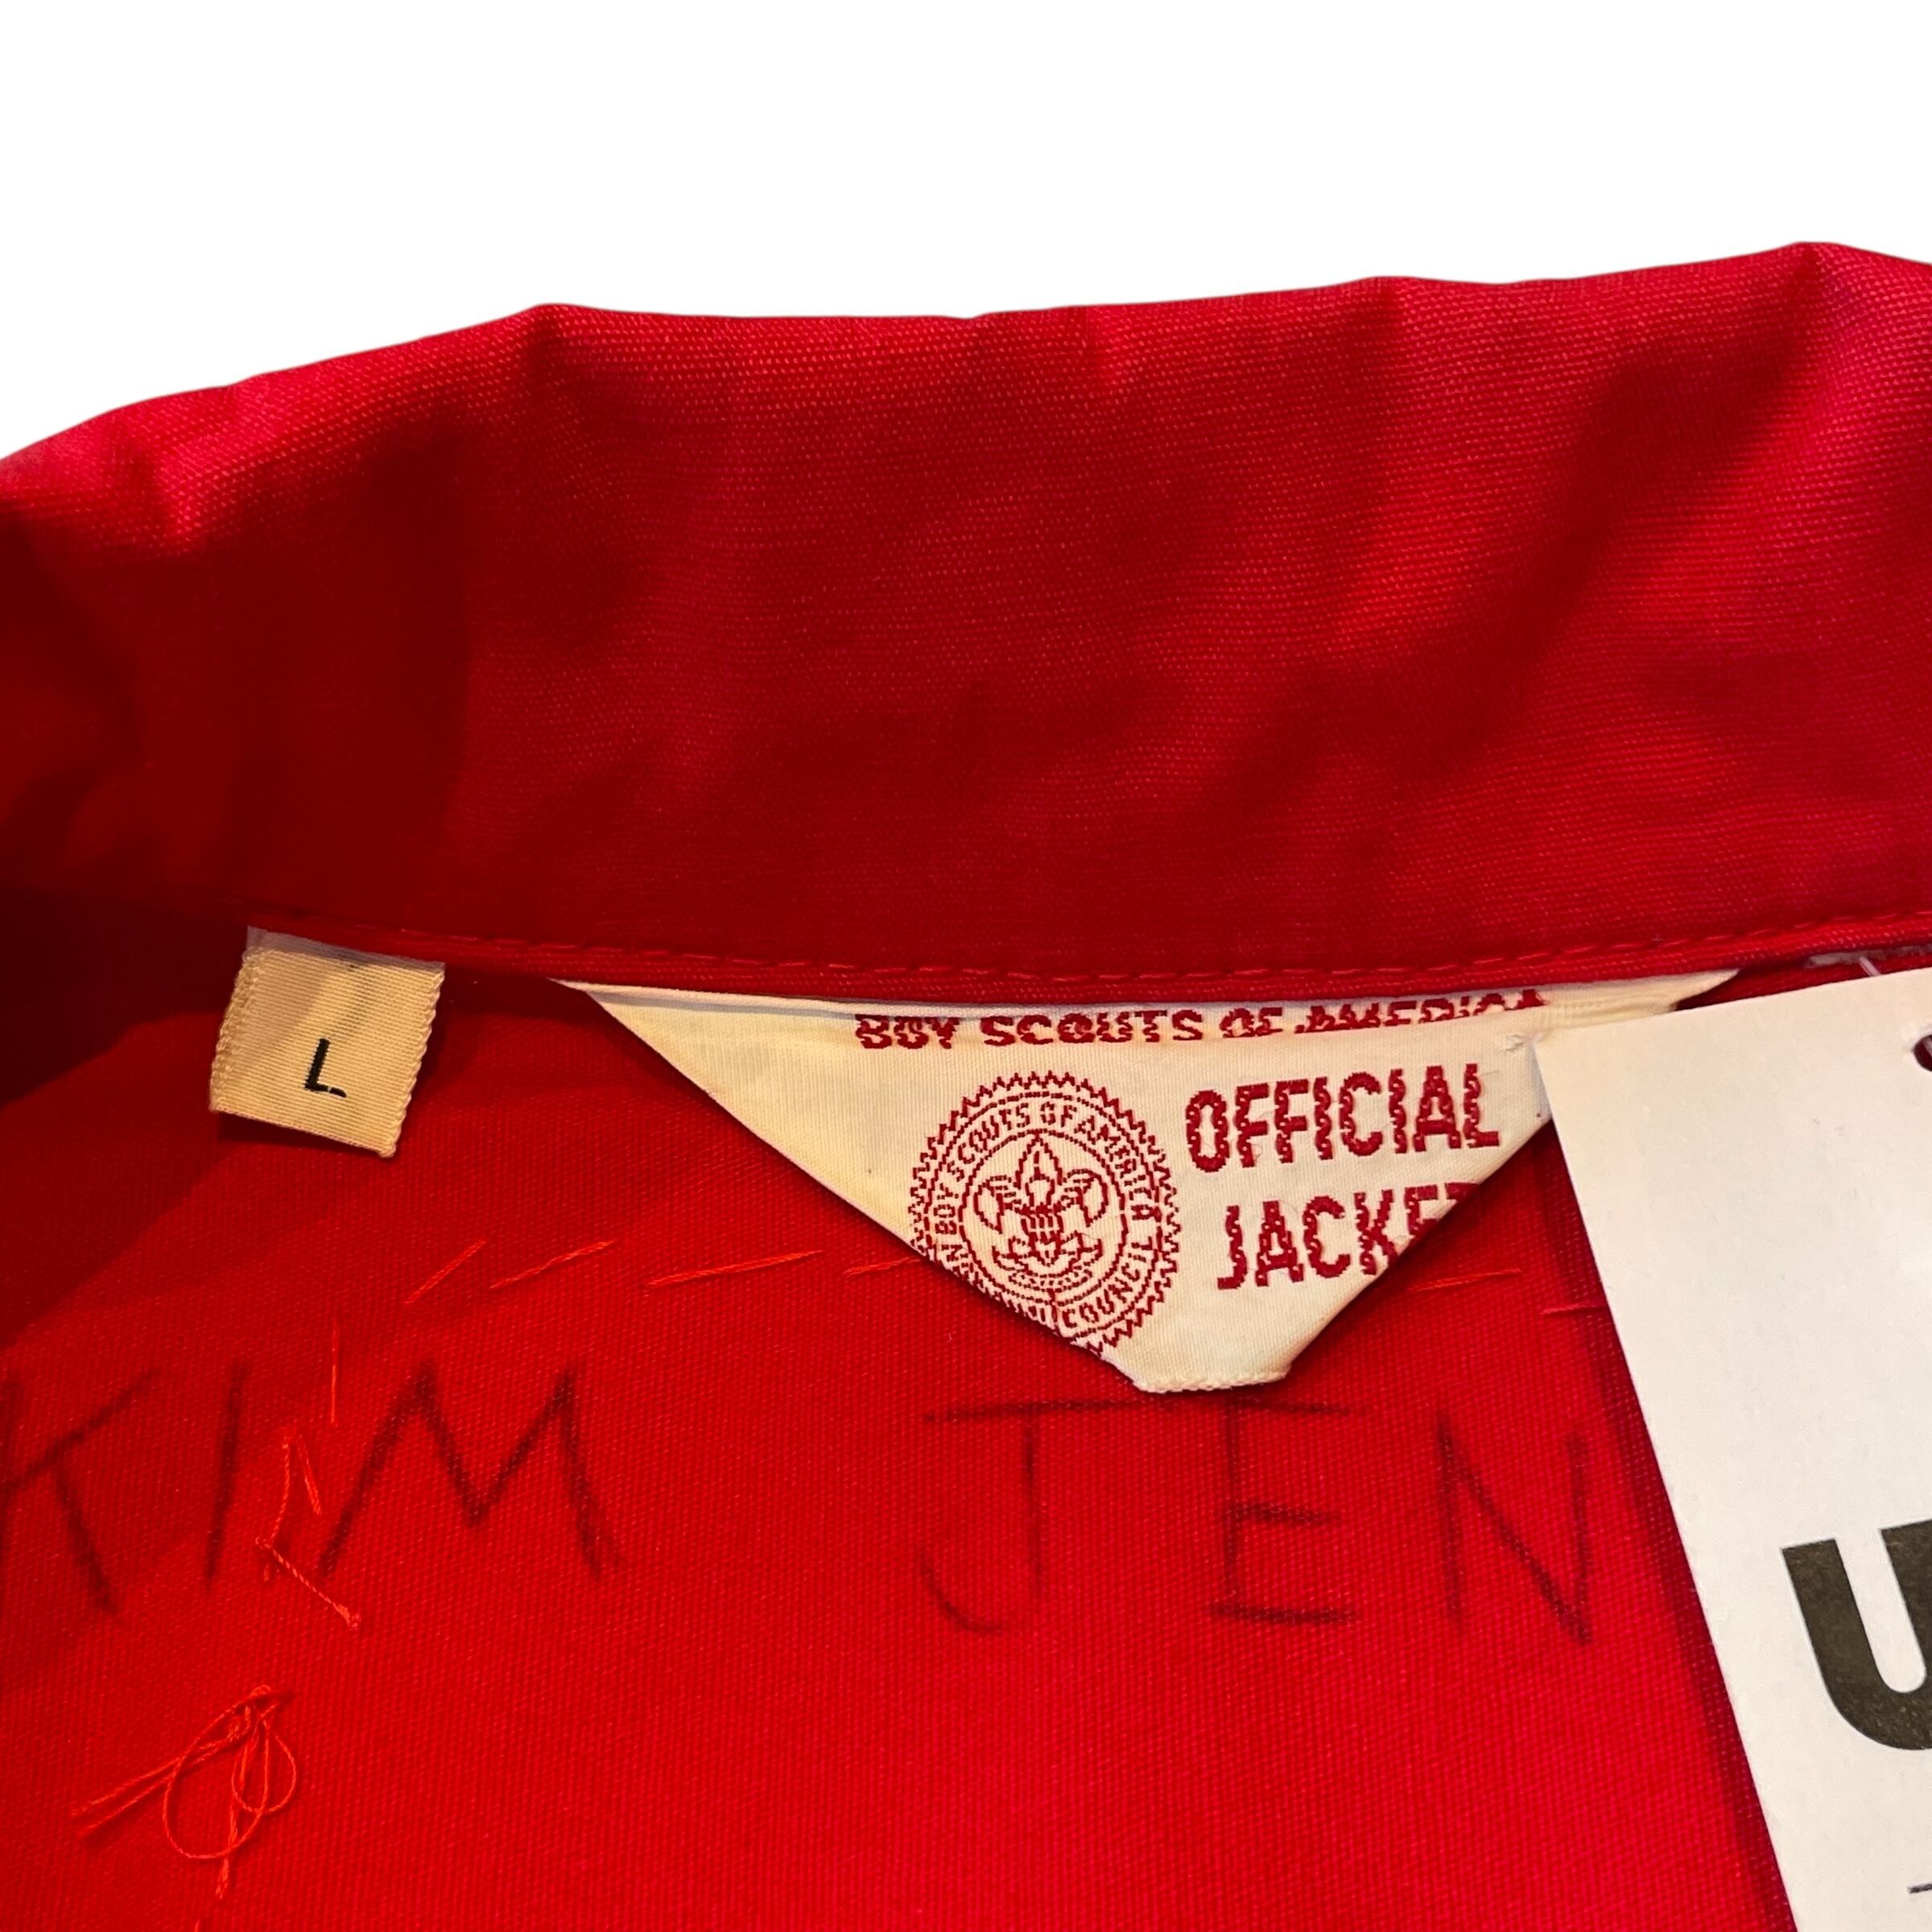 L
BOY SCOUTS OF AMERICA
OFFICIAL
JACKET
BOY SCOUTS OF AMERICA
COUNCIL
KIM JEN
U